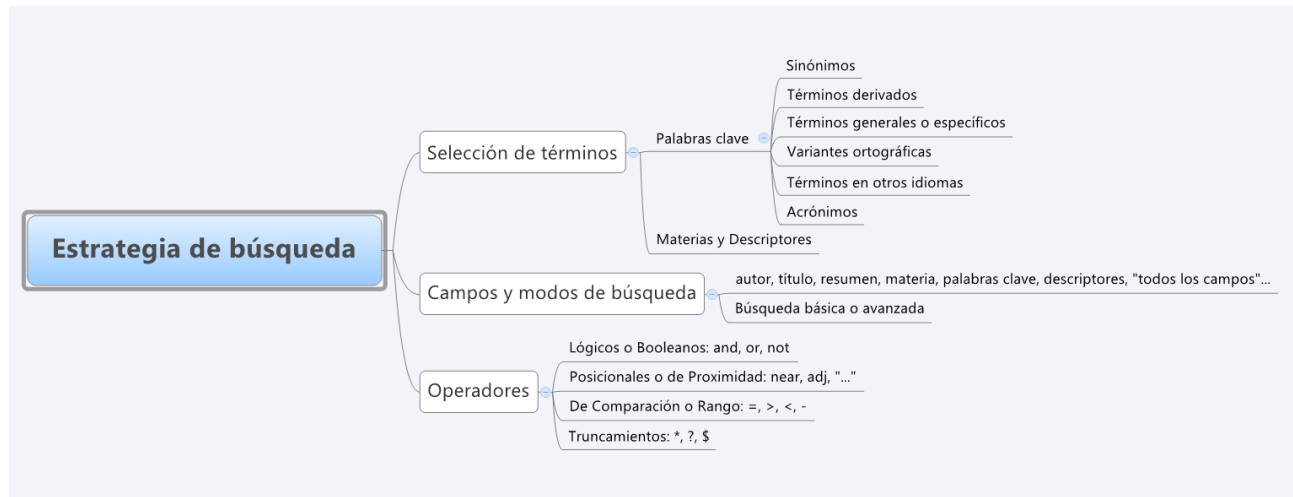 Estrategia de búsqueda
Selección de términos
Palabras clave
Sinónimos
Términos derivados
Términos generales o específicos
Variantes ortográficas
Términos en otros idiomas
Acrónimos
Materias y Descriptores
Campos y modos de búsqueda
autor, título, resumen, materia, palabras clave, descriptores, "todos los campos"...
Búsqueda básica o avanzada
Operadores
Lógicos o Booleanos: and, or, not
Posicionales o de Proximidad: near, adj, "..."
De Comparación o Rango: =, >, <, -
Truncamientos: *, ?, $